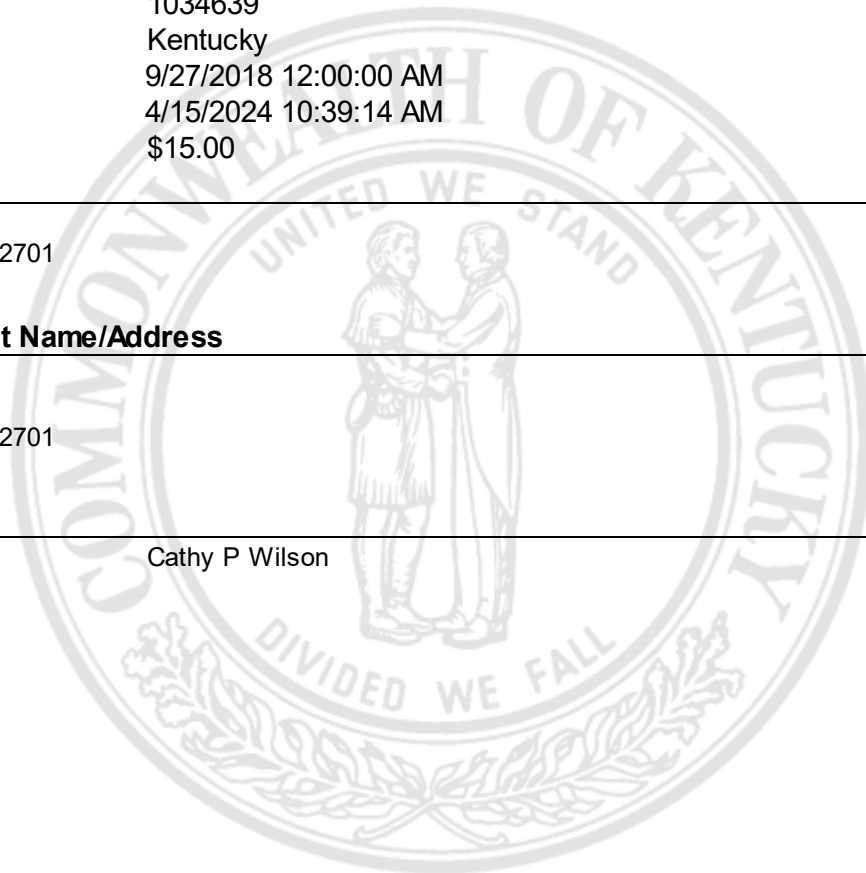 1034639
Kentucky
9/27/2018 12:00:00 AM
4/15/2024 10:39:14 AM
$15.00
2701
t Name/Address
2701
Cathy P Wilson
COMMONWEALTH OF KENTUCKY
UNITED WE STAND
DIVIDED WE FALL